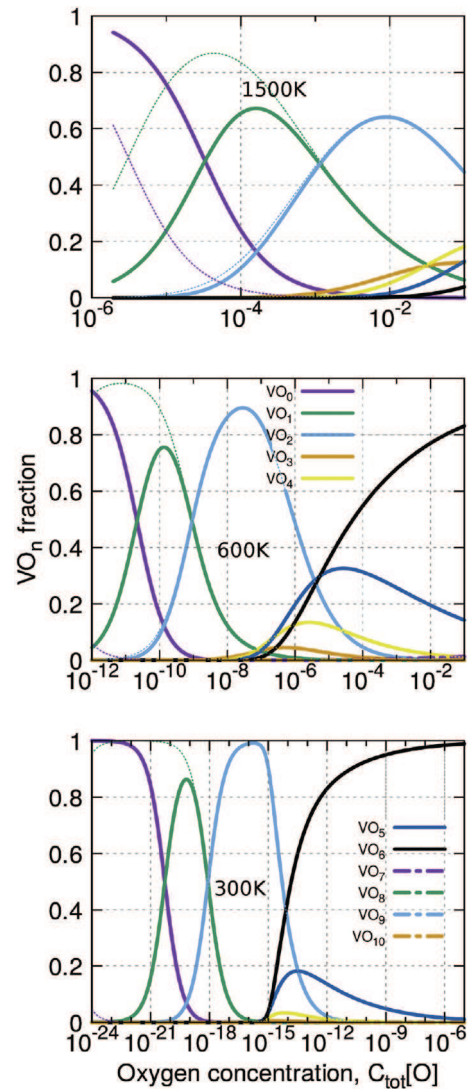 1
0.8
0.6
0.4
0.2
0
1500K
10⁻⁶
10⁻⁴
10⁻²
VOₙ fraction
1
0.8
0.6
0.4
0.2
0
VO₀
VO₁
VO₂
VO₃
VO₄
600K
10⁻¹²
10⁻¹⁰
10⁻⁸
10⁻⁶
10⁻⁴
10⁻²
1
0.8
0.6
0.4
0.2
0
VO₅
VO₆
VO₇
VO₈
VO₉
VO₁₀
300K
10⁻²⁴
10⁻²¹
10⁻¹⁸
10⁻¹⁵
10⁻¹²
10⁻⁹
10⁻⁶
Oxygen concentration, Cₜₒₜ[O]